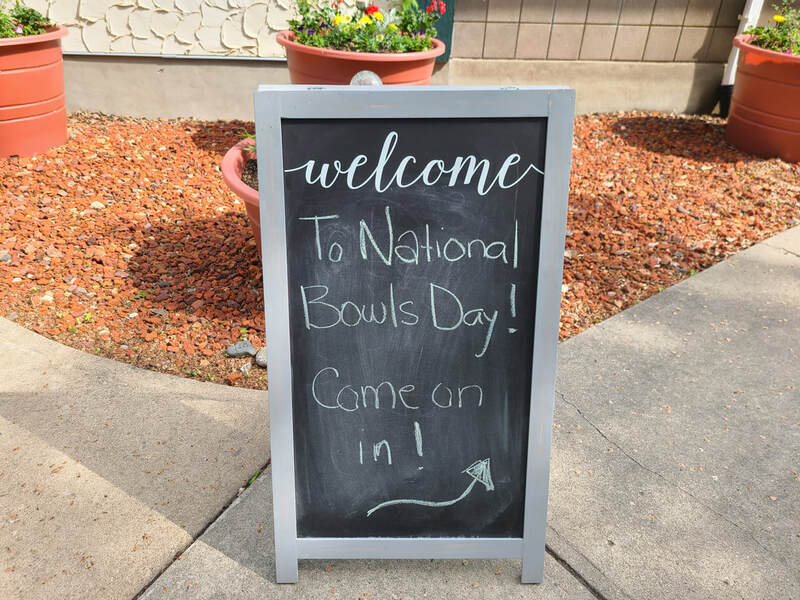 welcome
To National
Bowls Day!
Come on
in!